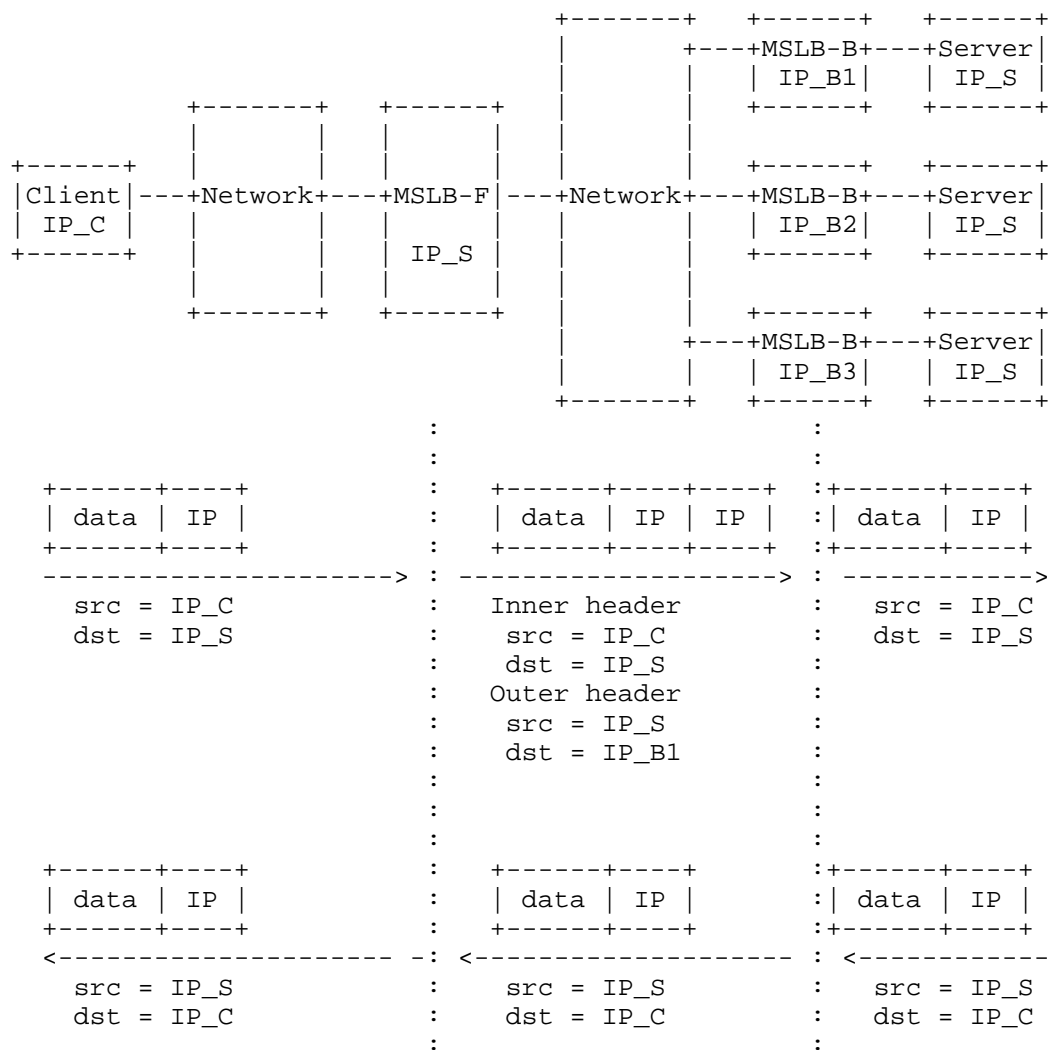 +-------+ +------+ +------+
| +---+MSLB-B+---+Server|
| | | IP_B1| | IP_S |
+-------+ +------+ | | +------+ +------+
| | | | | |
+------+ | | | | | | +------+ +------+
|Client|---+Network+---+MSLB-F|---+Network+---+MSLB-B+---+Server|
| IP_C | | | | | | | | IP_B2| | IP_S |
+------+ | | | IP_S | | | +------+ +------+
| | | | | |
+-------+ +------+ | | +------+ +------+
| +---+MSLB-B+---+Server|
| | | IP_B3| | IP_S |
+-------+ +------+ +------+
: :
: :
+------+----+ : +------+----+----+ :+------+----+
| data | IP | : | data | IP | IP | :| data | IP |
+------+----+ : +------+----+----+ :+------+----+
----------------------> : --------------------> : ------------>
src = IP_C : Inner header : src = IP_C
dst = IP_S : src = IP_C : dst = IP_S
: dst = IP_S :
: Outer header :
: src = IP_S :
: dst = IP_B1 :
: :
: :
: :
+------+----+ : +------+----+ :+------+----+
| data | IP | : | data | IP | :| data | IP |
+------+----+ : +------+----+ :+------+----+
<--------------------- -: <-------------------- : <------------
src = IP_S : src = IP_S : src = IP_S
dst = IP_C : dst = IP_C : dst = IP_C
: :